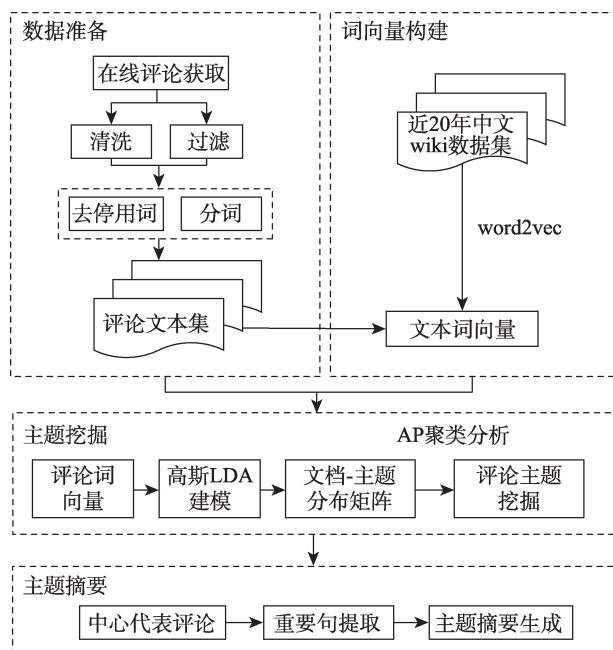 数据准备
在线评论获取
清洗
过滤
去停用词
分词
评论文本集
词向量构建
近20年中文
wiki数据集
word2vec
文本词向量
主题挖掘
AP聚类分析
评论词
向量
高斯LDA
建模
文档-主题
分布矩阵
评论主题
挖掘
主题摘要
中心代表评论
重要句提取
主题摘要生成